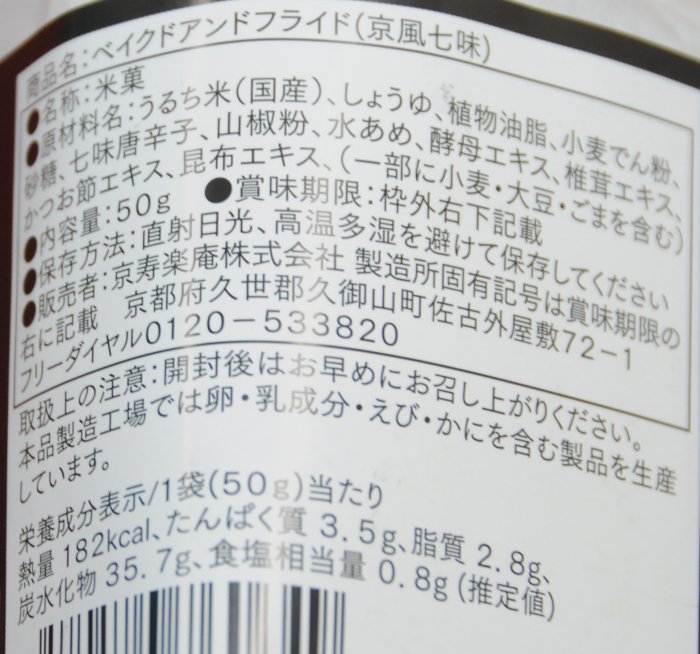 商品名：ベイクドアンドフライド(京風七味)
●名称：米菓
●原材料名：うるち米(国産)、しょうゆ、植物油脂、小麦でん粉、
砂糖、七味唐辛子、山椒粉、水あめ、酵母エキス、椎茸エキス、
かつお節エキス、昆布エキス、(一部に小麦・大豆・ごまを含む)
●内容量：50g ●賞味期限：枠外右下記載
●保存方法：直射日光、高温多湿を避けて保存してください
●販売者：京寿楽庵株式会社 製造所固有記号は賞味期限の
右に記載 京都府久世郡久御山町佐古外屋敷72-1
フリーダイヤル0120-533820
取扱上の注意：開封後はお早めにお召し上がりください。
本品製造工場では卵・乳成分・えび・かにを含む製品を生産
しています。
栄養成分表示/1袋(50g)当たり
熱量 182kcal、たんぱく質 3.5g、脂質 2.8g、
炭水化物 35.7g、食塩相当量 0.8g(推定値)